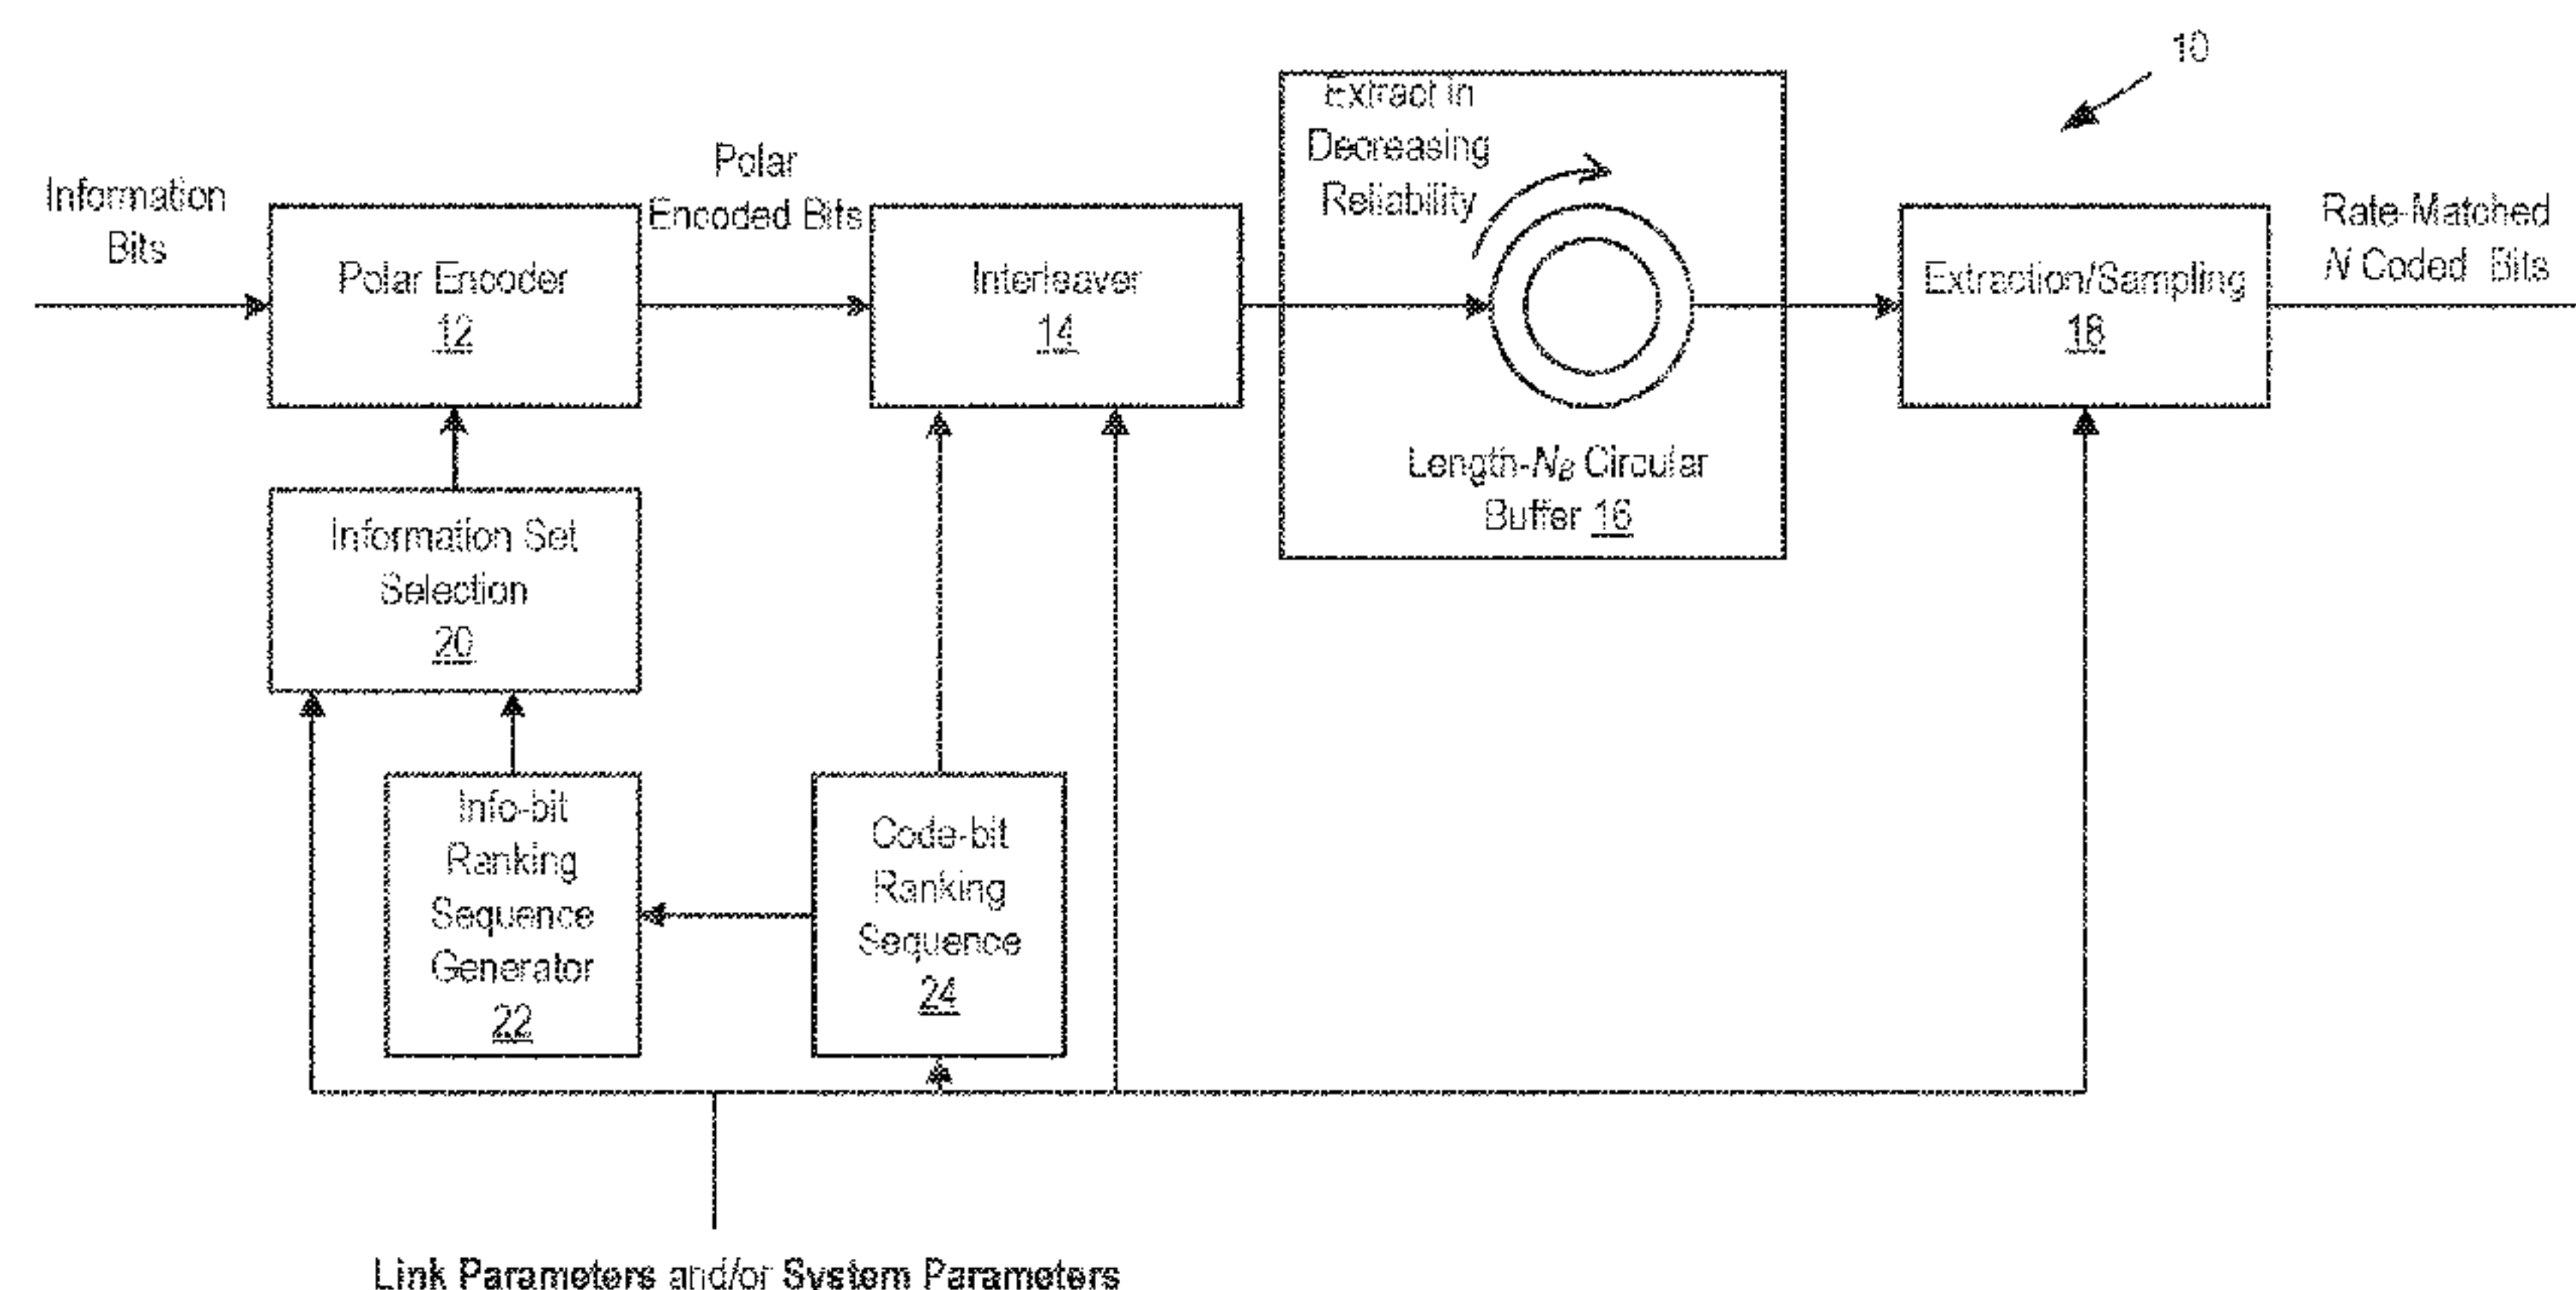 10
Information
Bits
Polar Encoder
12
Polar
Encoded Bits
Interleaver
14
Extract in
Decreasing
Reliability
Length-NB Circular
Buffer 16
Extraction/Sampling
18
Rate-Matched
N Coded Bits
Information Set
Selection
20
Info-bit
Ranking
Sequence
Generator
22
Code-bit
Ranking
Sequence
24
Link Parameters and/or System Parameters